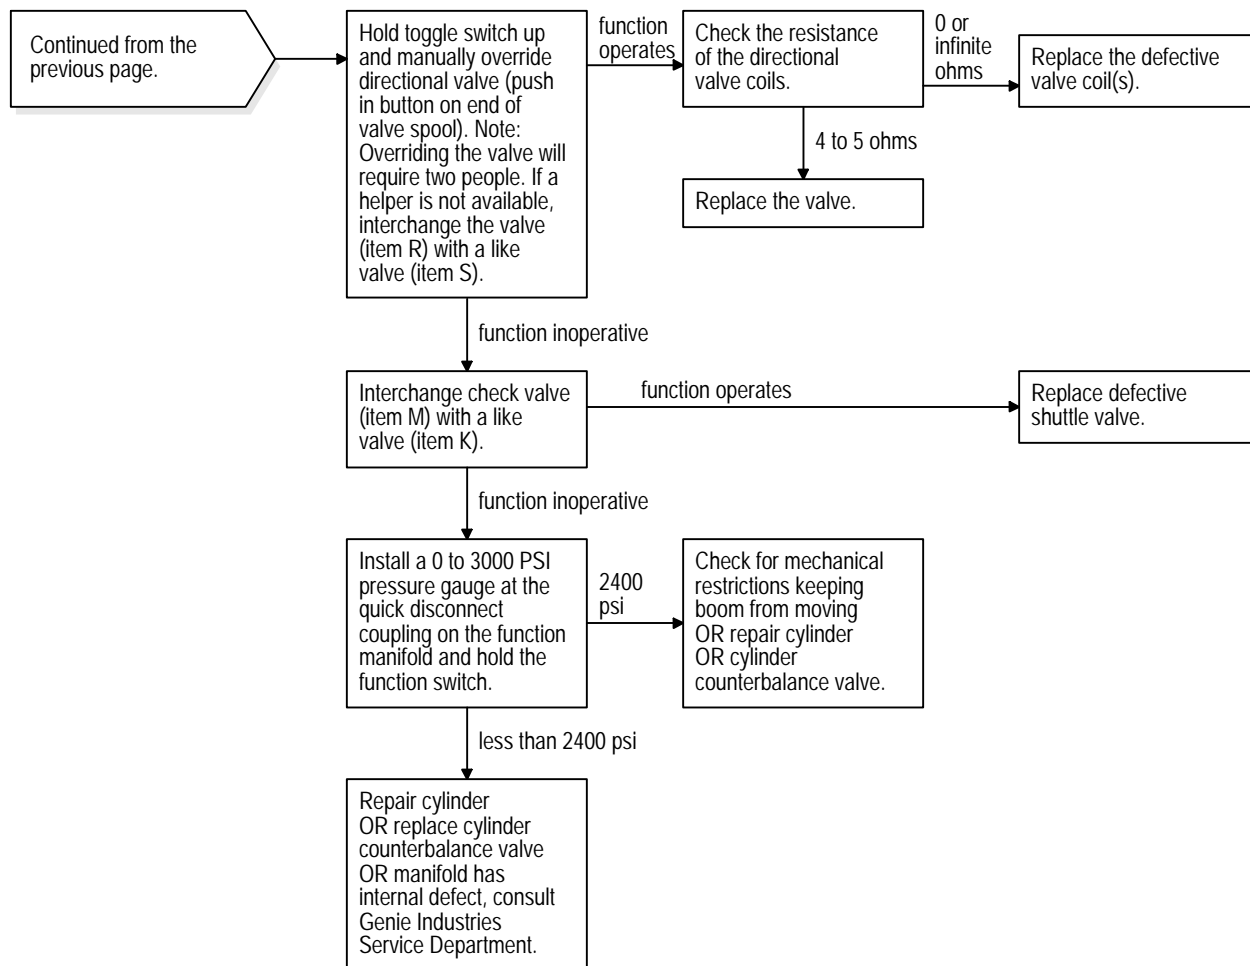 Continued from the
previous page.
Hold toggle switch up
and manually override
directional valve (push
in button on end of
valve spool). Note:
Overriding the valve will
require two people. If a
helper is not available,
interchange the valve
(item R) with a like
valve (item S).
function
operates
Check the resistance
of the directional
valve coils.
0 or
infinite
ohms
Replace the defective
valve coil(s).
4 to 5 ohms
Replace the valve.
function inoperative
Interchange check valve
(item M) with a like
valve (item K).
function operates
Replace defective
shuttle valve.
function inoperative
Install a 0 to 3000 PSI
pressure gauge at the
quick disconnect
coupling on the function
manifold and hold the
function switch.
2400
psi
Check for mechanical
restrictions keeping
boom from moving
OR repair cylinder
OR cylinder
counterbalance valve.
less than 2400 psi
Repair cylinder
OR replace cylinder
counterbalance valve
OR manifold has
internal defect, consult
Genie Industries
Service Department.